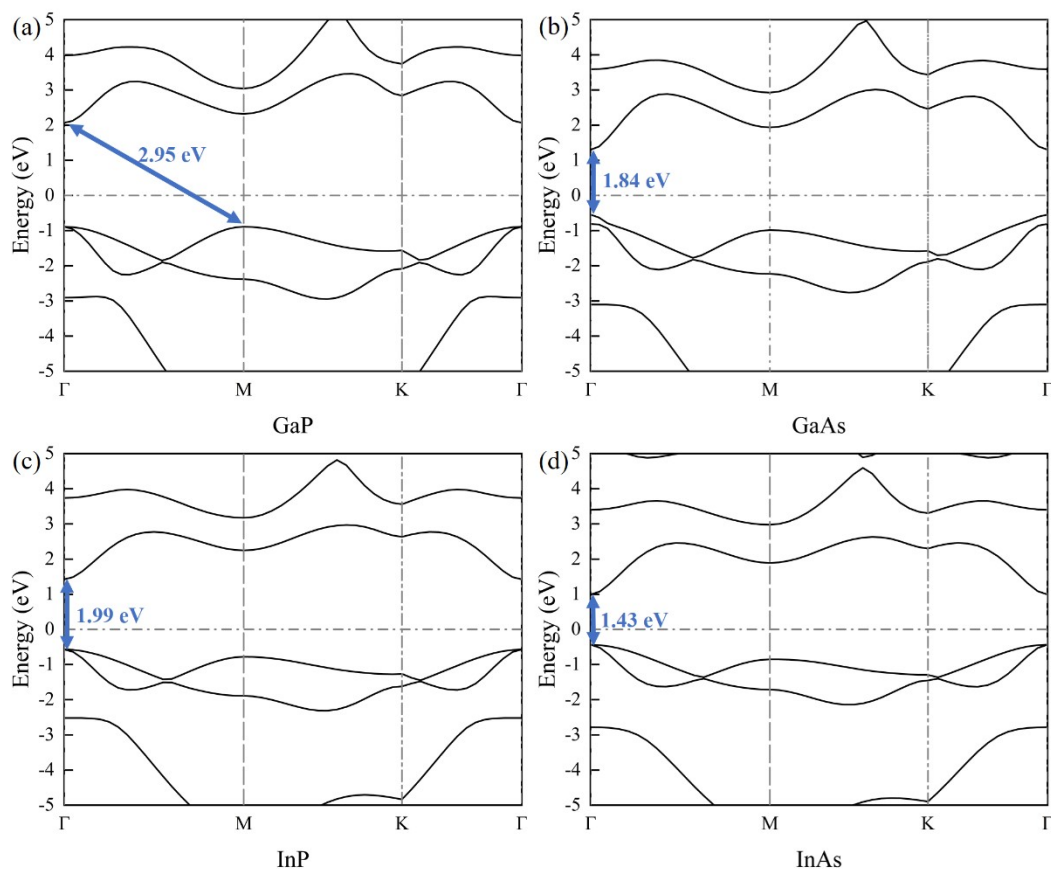 (a)
5
4
3
2
1
0
-1
-2
-3
-4
-5
Energy (eV)
2.95 eV
Γ
M
K
Γ
GaP
(b)
5
4
3
2
1
0
-1
-2
-3
-4
-5
Energy (eV)
1.84 eV
Γ
M
K
Γ
GaAs
(c)
5
4
3
2
1
0
-1
-2
-3
-4
-5
Energy (eV)
1.99 eV
Γ
M
K
Γ
InP
(d)
5
4
3
2
1
0
-1
-2
-3
-4
-5
Energy (eV)
1.43 eV
Γ
M
K
Γ
InAs